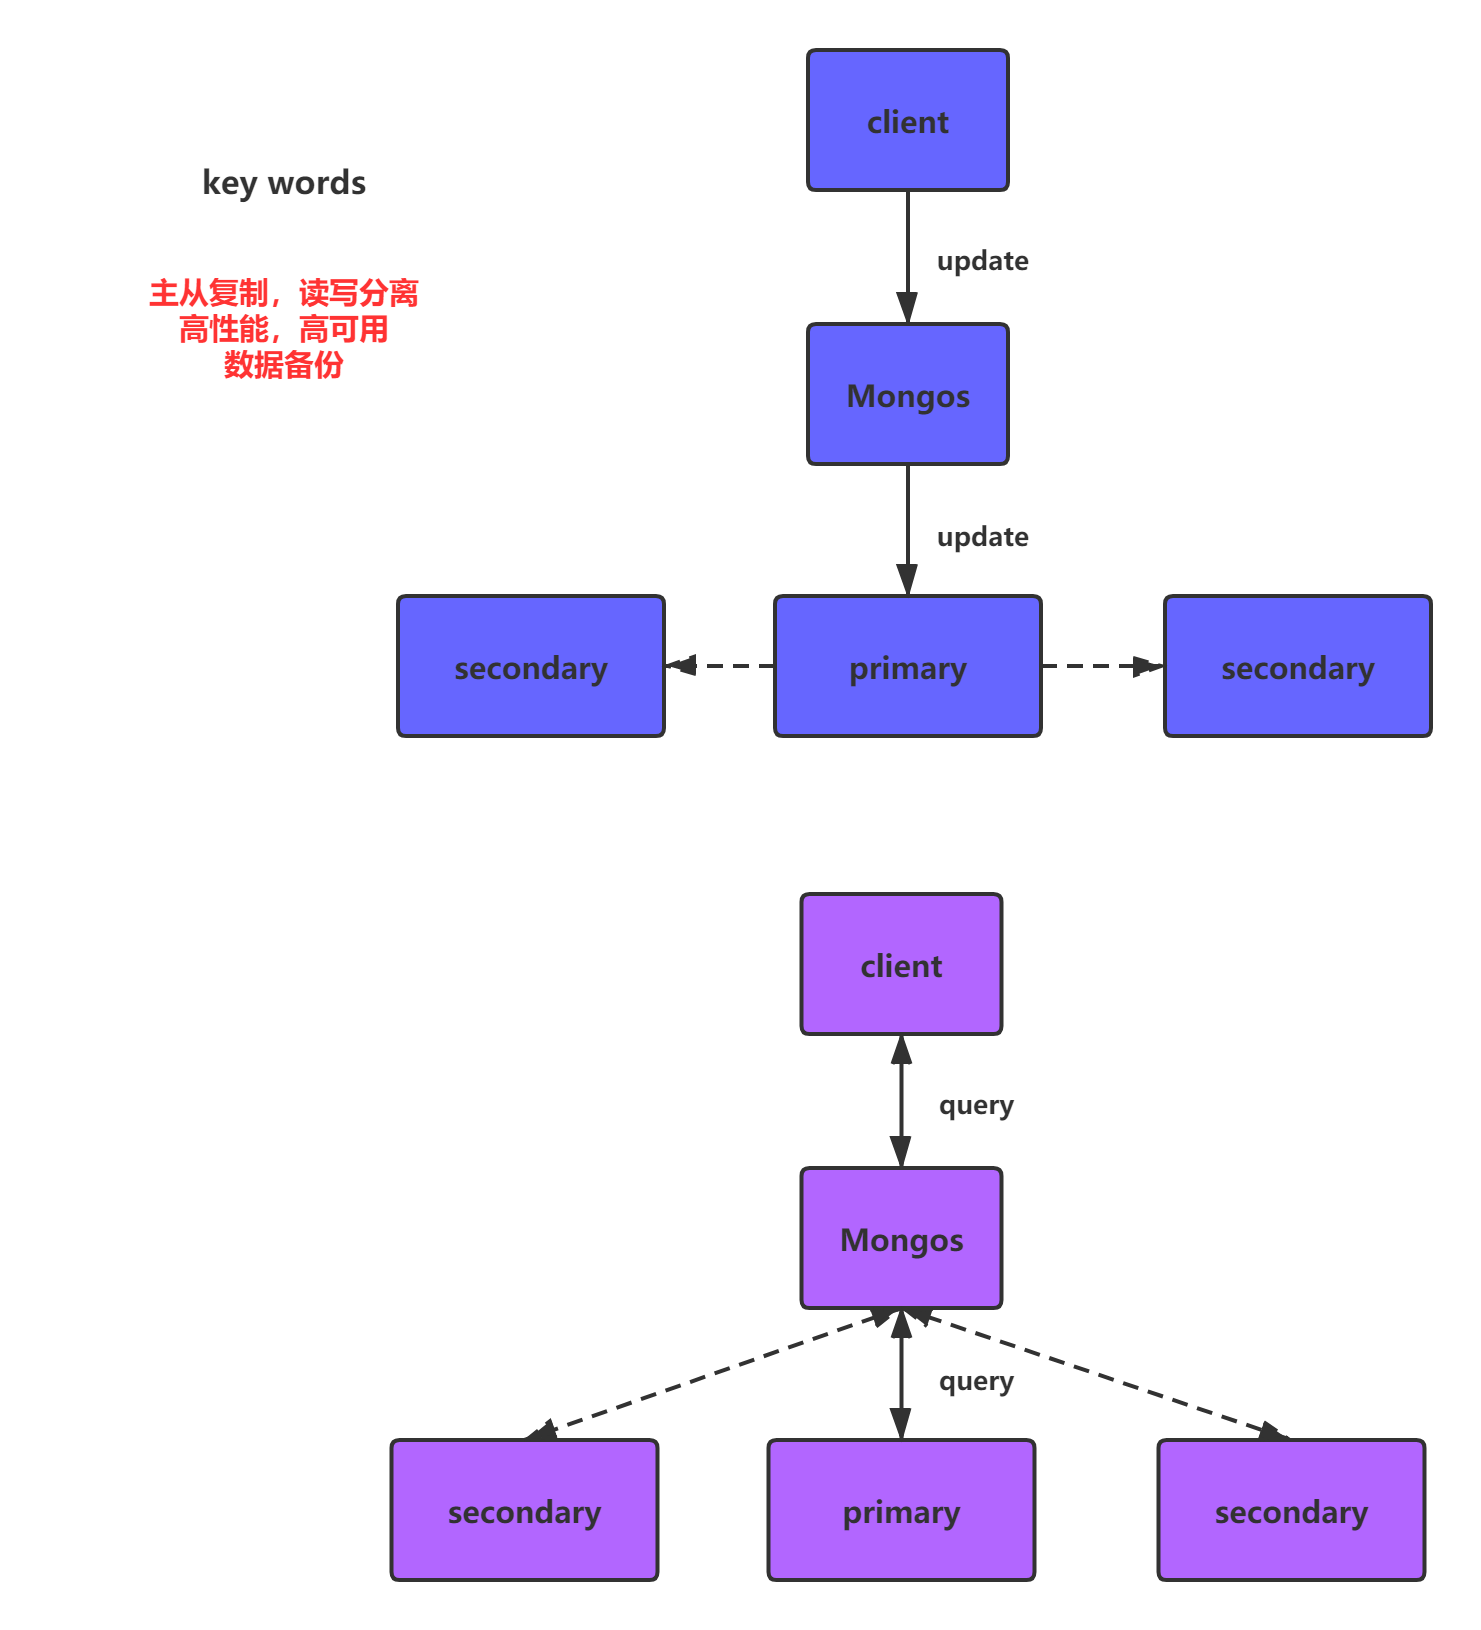 key words
主从复制，读写分离
高性能，高可用
数据备份
client
update
Mongos
update
secondary
primary
secondary
client
query
Mongos
query
secondary
primary
secondary